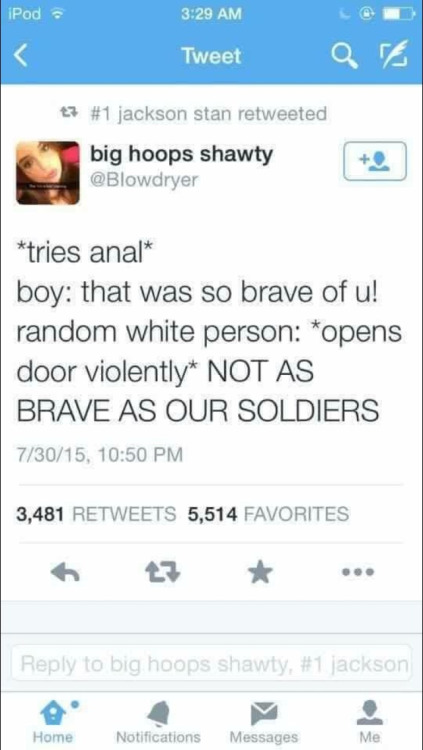 iPod 3:29 AM
Tweet
#1 jackson stan retweeted
big hoops shawty
@Blowdryer
*tries anal*
boy: that was so brave of u!
random white person: *opens
door violently* NOT AS
BRAVE AS OUR SOLDIERS
7/30/15, 10:50 PM
3,481 RETWEETS 5,514 FAVORITES
Reply to big hoops shawty, #1 jackson
Home Notifications Messages Me